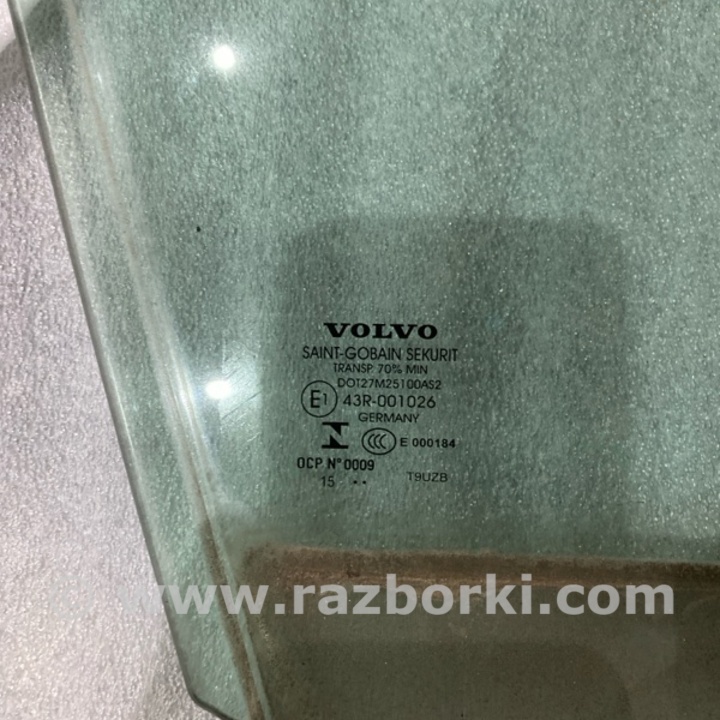 VOLVO
SAINT-GOBAIN SEKURIT
TRANSP 70% MIN
DOT27M25100AS2
E1 43R-001026
GERMANY
N CCC E 000184
OCP N°0009
15 .. T9UZB
www.razborki.com